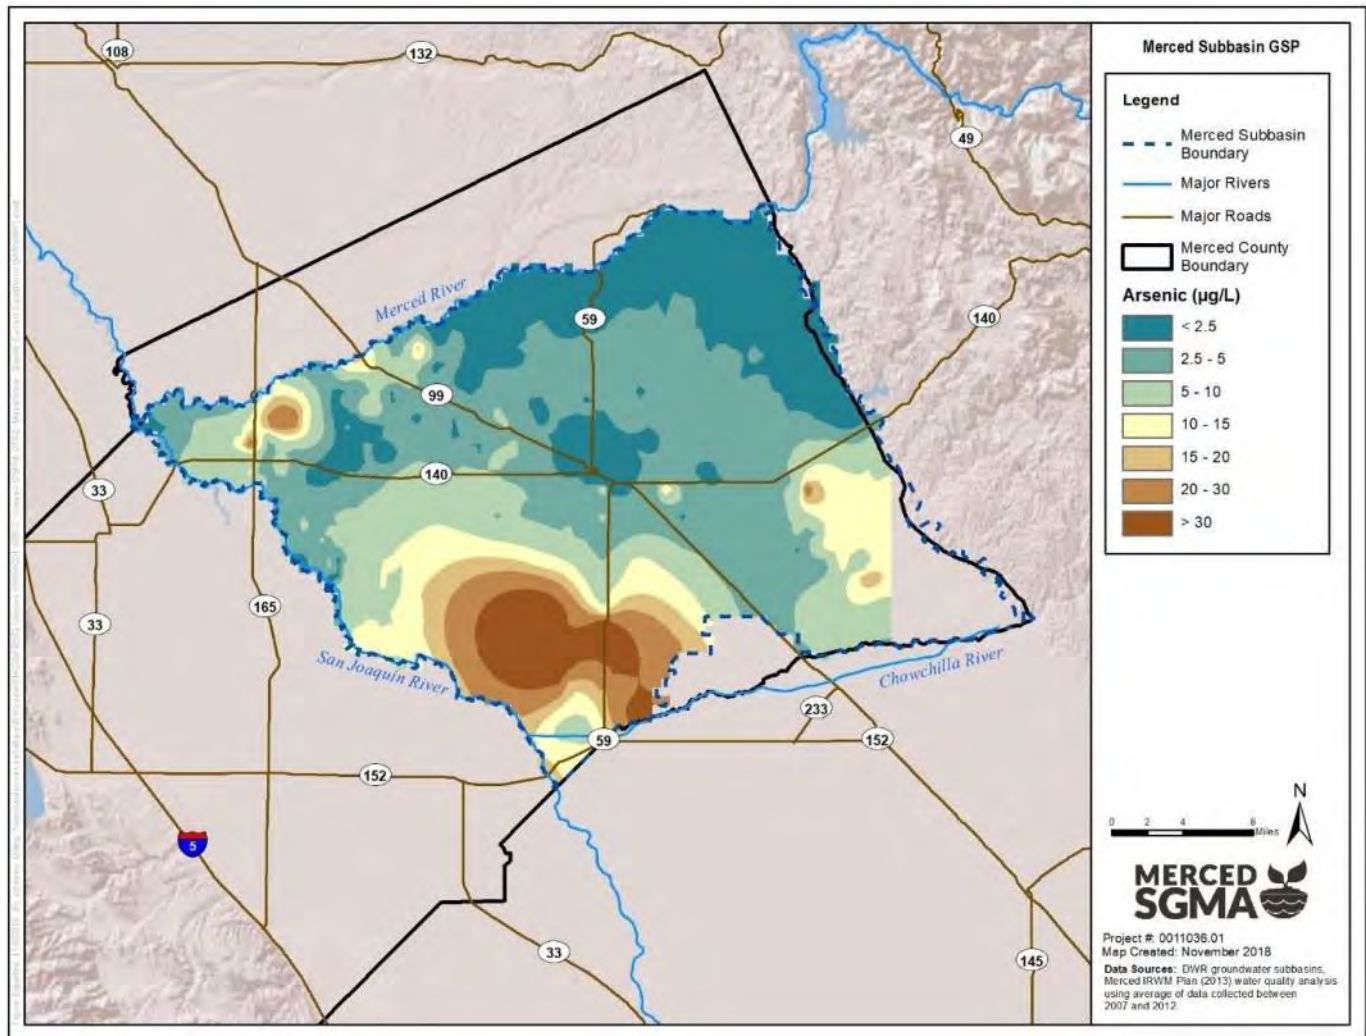 Merced Subbasin GSP
Legend
Merced Subbasin
Boundary
Major Rivers
Major Roads
Merced County
Boundary
Arsenic (µg/L)
< 2.5
2.5 - 5
5 - 10
10 - 15
15 - 20
20 - 30
> 30
108
132
49
Merced River
59
140
99
140
33
165
33
San Joaquin River
Chowchilla River
233
59
152
152
5
33
145
N
0 2 4 8
Miles
MERCED
SGMA
Project #: 0011036.01
Map Created: November 2018
Data Sources: DWR groundwater subbasins,
Merced IRWM Plan (2013) water quality analysis
using average of data collected between
2007 and 2012